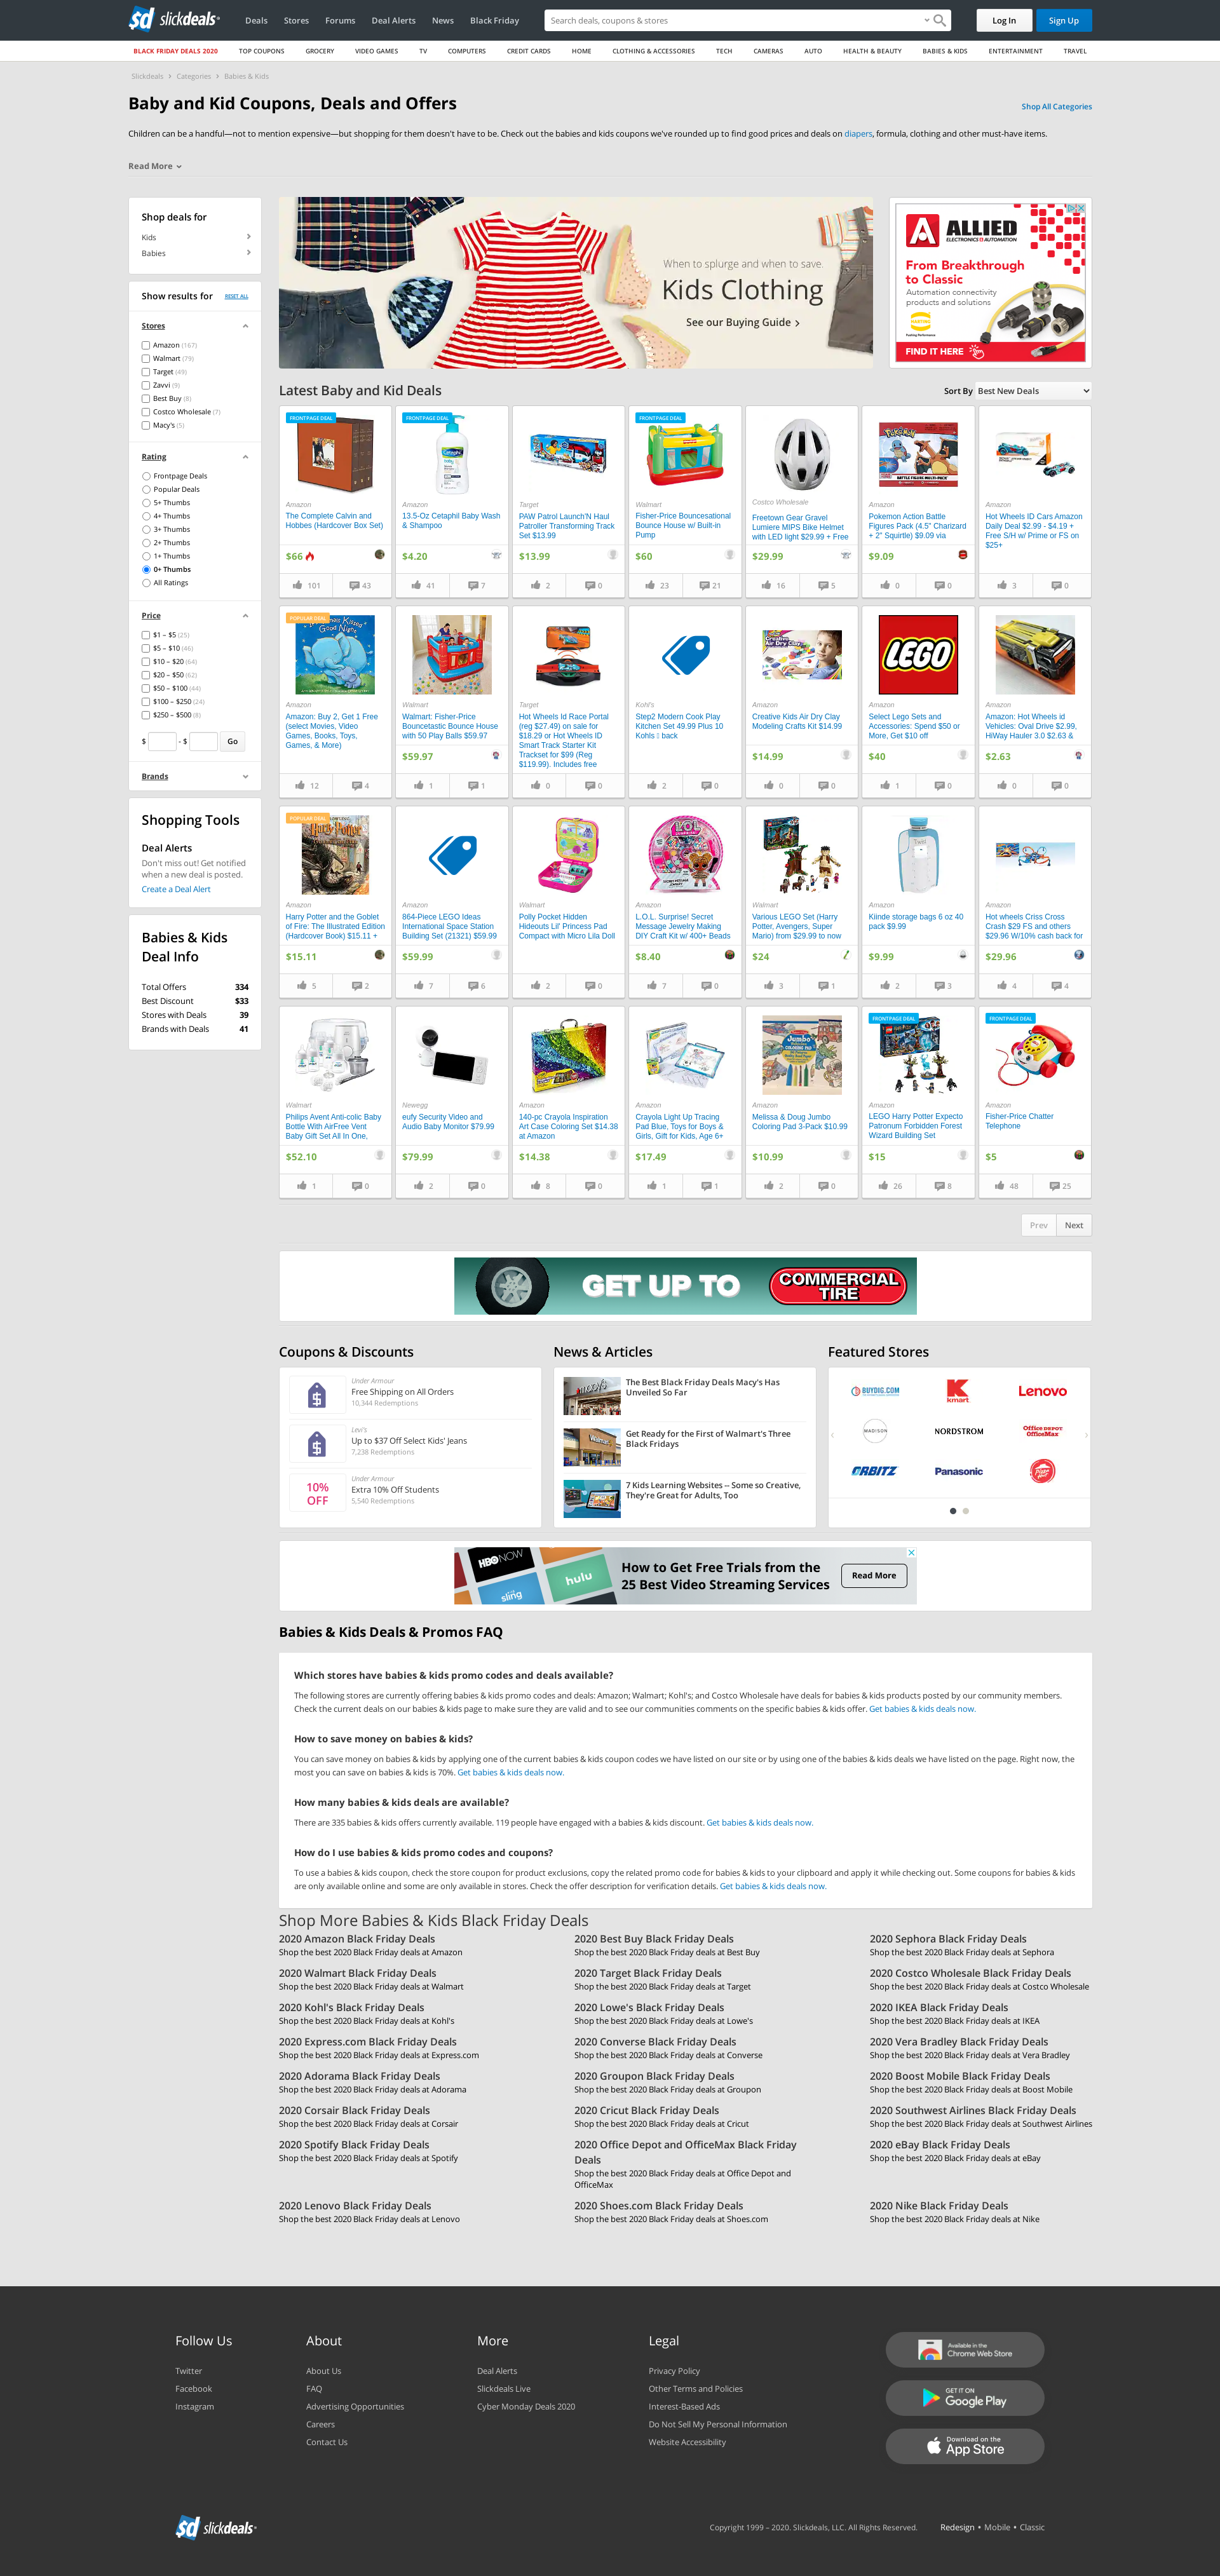 slickdeals
Deals
Stores
Forums
Deal Alerts
News
Black Friday
Search deals, coupons & stores
Log In
Sign Up
BLACK FRIDAY DEALS 2020
TOP COUPONS
GROCERY
VIDEO GAMES
TV
COMPUTERS
CREDIT CARDS
HOME
CLOTHING & ACCESSORIES
TECH
CAMERAS
AUTO
HEALTH & BEAUTY
BABIES & KIDS
ENTERTAINMENT
TRAVEL
Slickdeals › Categories › Babies & Kids
Baby and Kid Coupons, Deals and Offers
Shop All Categories
Children can be a handful—not to mention expensive—but shopping for them doesn't have to be. Check out the babies and kids coupons we've rounded up to find good prices and deals on diapers, formula, clothing and other must-have items.
Read More
Shop deals for
Kids
Babies
Show results for
RESET ALL
Stores
Amazon (167)
Walmart (79)
Target (49)
Zavvi (9)
Best Buy (8)
Costco Wholesale (7)
Macy's (5)
Rating
Frontpage Deals
Popular Deals
5+ Thumbs
4+ Thumbs
3+ Thumbs
2+ Thumbs
1+ Thumbs
0+ Thumbs
All Ratings
Price
$1 – $5 (25)
$5 – $10 (46)
$10 – $20 (64)
$20 – $50 (62)
$50 – $100 (44)
$100 – $250 (24)
$250 – $500 (8)
$ - $ Go
Brands
Shopping Tools
Deal Alerts
Don't miss out! Get notified
when a new deal is posted.
Create a Deal Alert
Babies & Kids
Deal Info
Total Offers 334
Best Discount $33
Stores with Deals 39
Brands with Deals 41
When to splurge and when to save.
Kids Clothing
See our Buying Guide
ALLIED
ELECTRONICS & AUTOMATION
From Breakthrough
to Classic
Automation connectivity
products and solutions
HARTING
Pushing Performance
FIND IT HERE
Latest Baby and Kid Deals
Sort By Best New Deals
FRONTPAGE DEAL
Amazon
The Complete Calvin and
Hobbes (Hardcover Box Set)
$66
101 43
FRONTPAGE DEAL
Amazon
13.5-Oz Cetaphil Baby Wash
& Shampoo
$4.20
41 7
Target
PAW Patrol Launch'N Haul
Patroller Transforming Track
Set $13.99
$13.99
2 0
FRONTPAGE DEAL
Walmart
Fisher-Price Bouncesational
Bounce House w/ Built-in
Pump
$60
23 21
Costco Wholesale
Freetown Gear Gravel
Lumiere MIPS Bike Helmet
with LED light $29.99 + Free
$29.99
16 5
Amazon
Pokemon Action Battle
Figures Pack (4.5" Charizard
+ 2" Squirtle) $9.09 via
$9.09
0 0
Amazon
Hot Wheels ID Cars Amazon
Daily Deal $2.99 - $4.19 +
Free S/H w/ Prime or FS on
$25+
3 0
POPULAR DEAL
Amazon
Amazon: Buy 2, Get 1 Free
(select Movies, Video
Games, Books, Toys,
Games, & More)
12 4
Walmart
Walmart: Fisher-Price
Bouncetastic Bounce House
with 50 Play Balls $59.97
$59.97
1 1
Target
Hot Wheels Id Race Portal
(reg $27.49) on sale for
$18.29 or Hot Wheels ID
Smart Track Starter Kit
Trackset for $99 (Reg
$119.99). Includes free
0 0
Kohl's
Step2 Modern Cook Play
Kitchen Set 49.99 Plus 10
Kohls ▯ back
2 0
Creative
Air Dry Clay
Amazon
Creative Kids Air Dry Clay
Modeling Crafts Kit $14.99
$14.99
0 0
LEGO
Amazon
Select Lego Sets and
Accessories: Spend $50 or
More, Get $10 off
$40
1 0
Amazon
Amazon: Hot Wheels id
Vehicles: Oval Drive $2.99,
HiWay Hauler 3.0 $2.63 &
$2.63
0 0
POPULAR DEAL
Harry Potter
Amazon
Harry Potter and the Goblet
of Fire: The Illustrated Edition
(Hardcover Book) $15.11 +
$15.11
5 2
Amazon
864-Piece LEGO Ideas
International Space Station
Building Set (21321) $59.99
$59.99
7 6
Walmart
Polly Pocket Hidden
Hideouts Lil' Princess Pad
Compact with Micro Lila Doll
2 0
Amazon
L.O.L. Surprise! Secret
Message Jewelry Making
DIY Craft Kit w/ 400+ Beads
$8.40
7 0
Walmart
Various LEGO Set (Harry
Potter, Avengers, Super
Mario) from $29.99 to now
$24
3 1
Amazon
Kiinde storage bags 6 oz 40
pack $9.99
$9.99
2 3
Amazon
Hot wheels Criss Cross
Crash $29 FS and others
$29.96 W/10% cash back for
$29.96
4 4
Walmart
Philips Avent Anti-colic Baby
Bottle With AirFree Vent
Baby Gift Set All In One,
$52.10
1 0
Newegg
eufy Security Video and
Audio Baby Monitor $79.99
$79.99
2 0
Amazon
140-pc Crayola Inspiration
Art Case Coloring Set $14.38
at Amazon
$14.38
8 0
Amazon
Crayola Light Up Tracing
Pad Blue, Toys for Boys &
Girls, Gift for Kids, Age 6+
$17.49
1 1
Jumbo
COLORING PAD
Amazon
Melissa & Doug Jumbo
Coloring Pad 3-Pack $10.99
$10.99
2 0
FRONTPAGE DEAL
Amazon
LEGO Harry Potter Expecto
Patronum Forbidden Forest
Wizard Building Set
$15
26 8
FRONTPAGE DEAL
Amazon
Fisher-Price Chatter
Telephone
$5
48 25
Prev Next
GET UP TO
COMMERCIAL
TIRE
Coupons & Discounts
Under Armour
Free Shipping on All Orders
10,344 Redemptions
Levi's
Up to $37 Off Select Kids' Jeans
7,238 Redemptions
10%
OFF
Under Armour
Extra 10% Off Students
5,540 Redemptions
News & Articles
The Best Black Friday Deals Macy's Has
Unveiled So Far
Get Ready for the First of Walmart's Three
Black Fridays
7 Kids Learning Websites -- Some so Creative,
They're Great for Adults, Too
Featured Stores
BUYDIG.COM
Kmart
Lenovo
MADISON
NORDSTROM
Office DEPOT
OfficeMax
ORBITZ
Panasonic
Pizza Hut
HBO NOW
sling
hulu
How to Get Free Trials from the
25 Best Video Streaming Services
Read More
Babies & Kids Deals & Promos FAQ
Which stores have babies & kids promo codes and deals available?
The following stores are currently offering babies & kids promo codes and deals: Amazon; Walmart; Kohl's; and Costco Wholesale have deals for babies & kids products posted by our community members.
Check the current deals on our babies & kids page to make sure they are valid and to see our communities comments on the specific babies & kids offer. Get babies & kids deals now.
How to save money on babies & kids?
You can save money on babies & kids by applying one of the current babies & kids coupon codes we have listed on our site or by using one of the babies & kids deals we have listed on the page. Right now, the
most you can save on babies & kids is 70%. Get babies & kids deals now.
How many babies & kids deals are available?
There are 335 babies & kids offers currently available. 119 people have engaged with a babies & kids discount. Get babies & kids deals now.
How do I use babies & kids promo codes and coupons?
To use a babies & kids coupon, check the store coupon for product exclusions, copy the related promo code for babies & kids to your clipboard and apply it while checking out. Some coupons for babies & kids
are only available online and some are only available in stores. Check the offer description for verification details. Get babies & kids deals now.
Shop More Babies & Kids Black Friday Deals
2020 Amazon Black Friday Deals
Shop the best 2020 Black Friday deals at Amazon
2020 Best Buy Black Friday Deals
Shop the best 2020 Black Friday deals at Best Buy
2020 Sephora Black Friday Deals
Shop the best 2020 Black Friday deals at Sephora
2020 Walmart Black Friday Deals
Shop the best 2020 Black Friday deals at Walmart
2020 Target Black Friday Deals
Shop the best 2020 Black Friday deals at Target
2020 Costco Wholesale Black Friday Deals
Shop the best 2020 Black Friday deals at Costco Wholesale
2020 Kohl's Black Friday Deals
Shop the best 2020 Black Friday deals at Kohl's
2020 Lowe's Black Friday Deals
Shop the best 2020 Black Friday deals at Lowe's
2020 IKEA Black Friday Deals
Shop the best 2020 Black Friday deals at IKEA
2020 Express.com Black Friday Deals
Shop the best 2020 Black Friday deals at Express.com
2020 Converse Black Friday Deals
Shop the best 2020 Black Friday deals at Converse
2020 Vera Bradley Black Friday Deals
Shop the best 2020 Black Friday deals at Vera Bradley
2020 Adorama Black Friday Deals
Shop the best 2020 Black Friday deals at Adorama
2020 Groupon Black Friday Deals
Shop the best 2020 Black Friday deals at Groupon
2020 Boost Mobile Black Friday Deals
Shop the best 2020 Black Friday deals at Boost Mobile
2020 Corsair Black Friday Deals
Shop the best 2020 Black Friday deals at Corsair
2020 Cricut Black Friday Deals
Shop the best 2020 Black Friday deals at Cricut
2020 Southwest Airlines Black Friday Deals
Shop the best 2020 Black Friday deals at Southwest Airlines
2020 Spotify Black Friday Deals
Shop the best 2020 Black Friday deals at Spotify
2020 Office Depot and OfficeMax Black Friday
Deals
Shop the best 2020 Black Friday deals at Office Depot and
OfficeMax
2020 eBay Black Friday Deals
Shop the best 2020 Black Friday deals at eBay
2020 Lenovo Black Friday Deals
Shop the best 2020 Black Friday deals at Lenovo
2020 Shoes.com Black Friday Deals
Shop the best 2020 Black Friday deals at Shoes.com
2020 Nike Black Friday Deals
Shop the best 2020 Black Friday deals at Nike
Follow Us
Twitter
Facebook
Instagram
About
About Us
FAQ
Advertising Opportunities
Careers
Contact Us
More
Deal Alerts
Slickdeals Live
Cyber Monday Deals 2020
Legal
Privacy Policy
Other Terms and Policies
Interest-Based Ads
Do Not Sell My Personal Information
Website Accessibility
Available in the
Chrome Web Store
GET IT ON
Google Play
Download on the
App Store
slickdeals
Copyright 1999 – 2020. Slickdeals, LLC. All Rights Reserved.
Redesign • Mobile • Classic